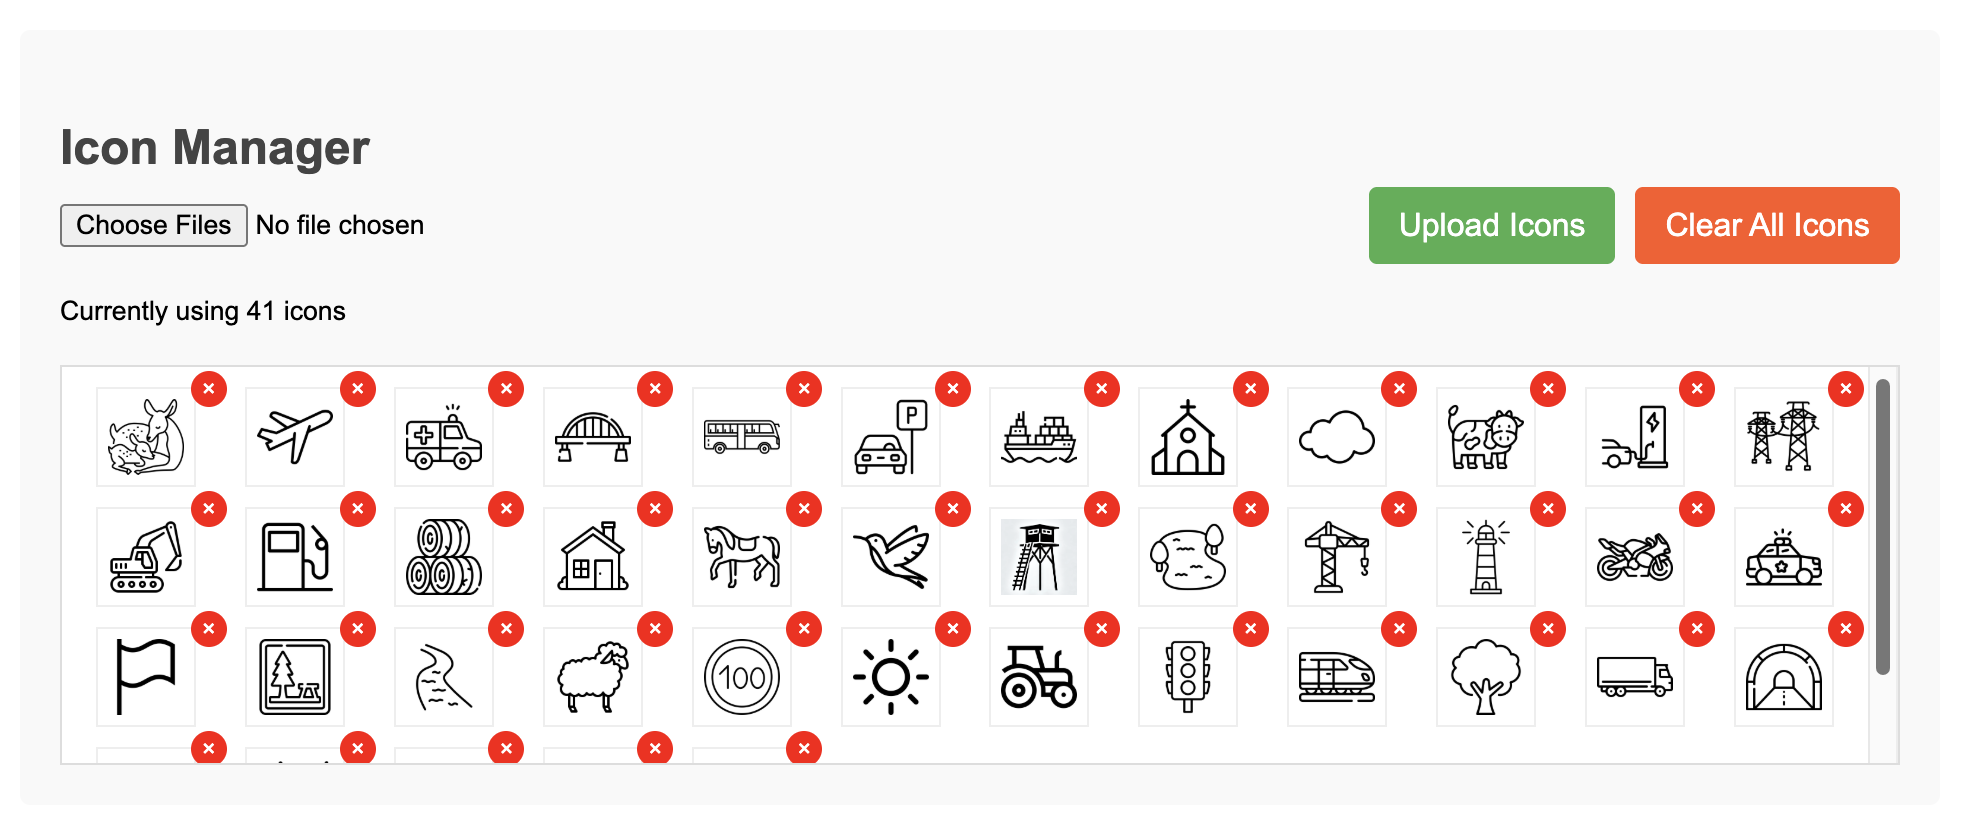 Icon Manager
Choose Files No file chosen
Upload Icons
Clear All Icons
Currently using 41 icons
P
100